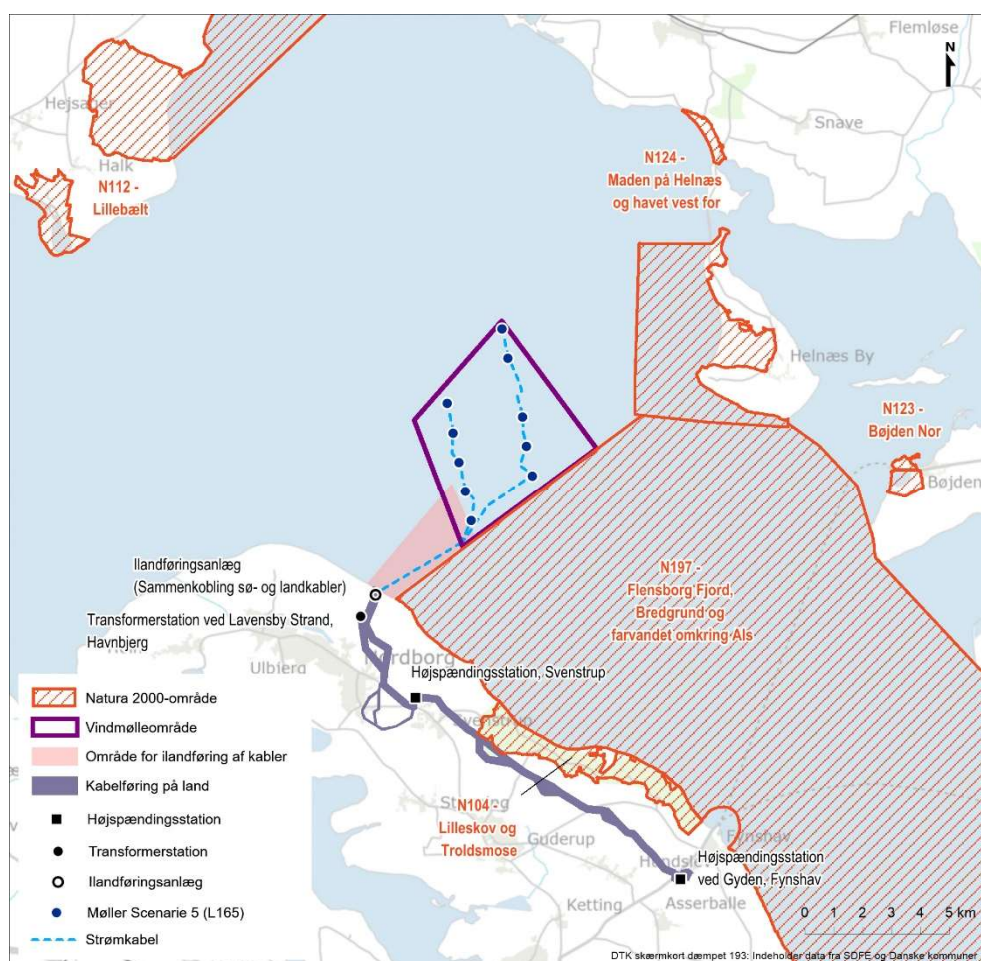 Flemløse
N
Hejsager
Snave
Halk
N112 -
Lillebælt
N124 -
Maden på Helnæs
og havet vest for
Helnæs By
N123 -
Bøjden Nor
Bøjden
Ilandføringsanlæg
(Sammenkobling sø- og landkabler)
N197 -
Flensborg Fjord,
Bredgrund og
farvandet omkring Als
Transformerstation ved Lavensby Strand,
Havnbjerg
Nordborg
Ulbjerg
Højspændingsstation, Svenstrup
Svenstrup
Natura 2000-område
Vindmølleområde
Område for ilandføring af kabler
Kabelføring på land
Højspændingsstation
Transformerstation
Ilandføringsanlæg
Møller Scenarie 5 (L165)
Strømkabel
N104 -
Lilleskov og
Troldsmose
Guderup
Fynshav
Højspændingsstation
ved Gyden, Fynshav
Ketting
Asserballe
0 1 2 3 4 5 km
DTK skærmkort dæmpet 193: Indeholder data fra SDFE og Danske kommuner